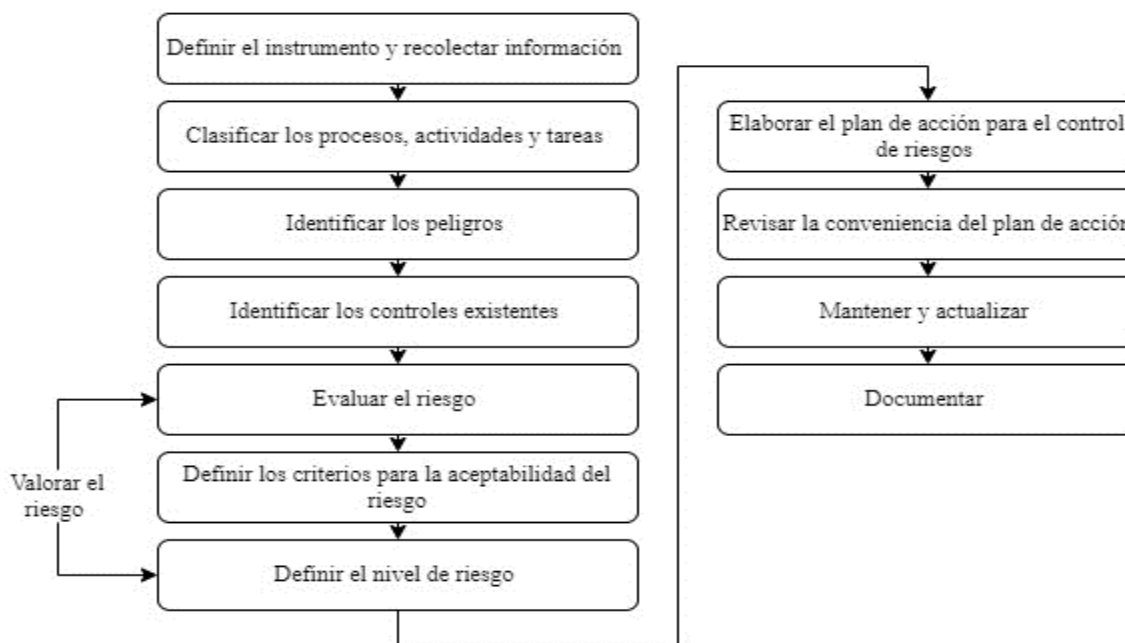 Definir el instrumento y recolectar información
Clasificar los procesos, actividades y tareas
Identificar los peligros
Identificar los controles existentes
Evaluar el riesgo
Definir los criterios para la aceptabilidad del
riesgo
Definir el nivel de riesgo
Valorar el
riesgo
Elaborar el plan de acción para el control
de riesgos
Revisar la conveniencia del plan de acción
Mantener y actualizar
Documentar